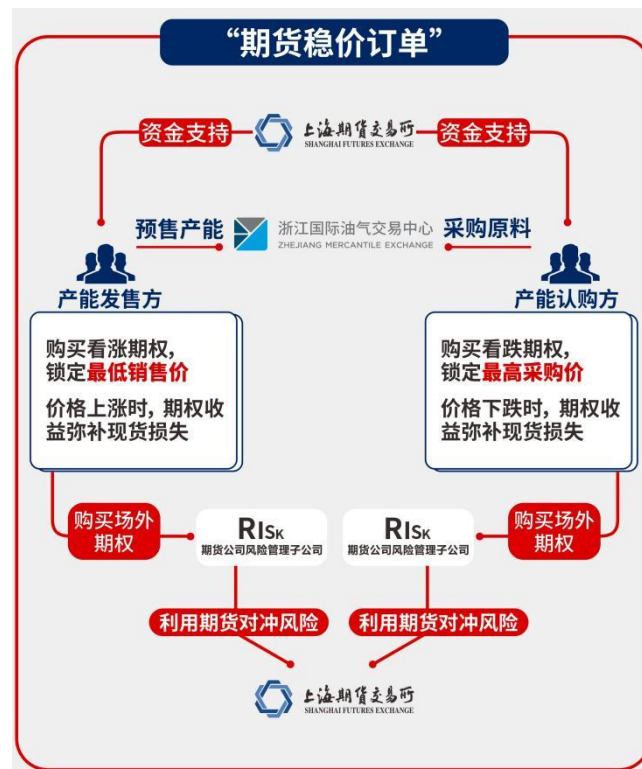 “期货稳价订单”
资金支持
上海期货交易所
SHANGHAI FUTURES EXCHANGE
资金支持
预售产能
浙江国际油气交易中心
ZHEJIANG MERCANTILE EXCHANGE
采购原料
产能发售方
购买看涨期权,
锁定最低销售价
价格上涨时,期权收
益弥补现货损失
产能认购方
购买看跌期权,
锁定最高采购价
价格下跌时,期权收
益弥补现货损失
购买场外
期权
RISK
期货公司风险管理子公司
RISK
期货公司风险管理子公司
购买场外
期权
利用期货对冲风险
利用期货对冲风险
上海期货交易所
SHANGHAI FUTURES EXCHANGE